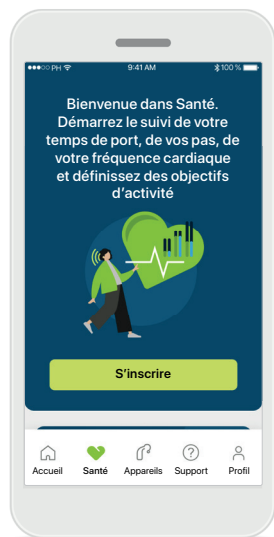 ●●●○○ PH 9:41 AM 100 %
Bienvenue dans Santé.
Démarrez le suivi de votre
temps de port, de vos pas, de
votre fréquence cardiaque
et définissez des objectifs
d'activité
S'inscrire
Accueil Santé Appareils Support Profil